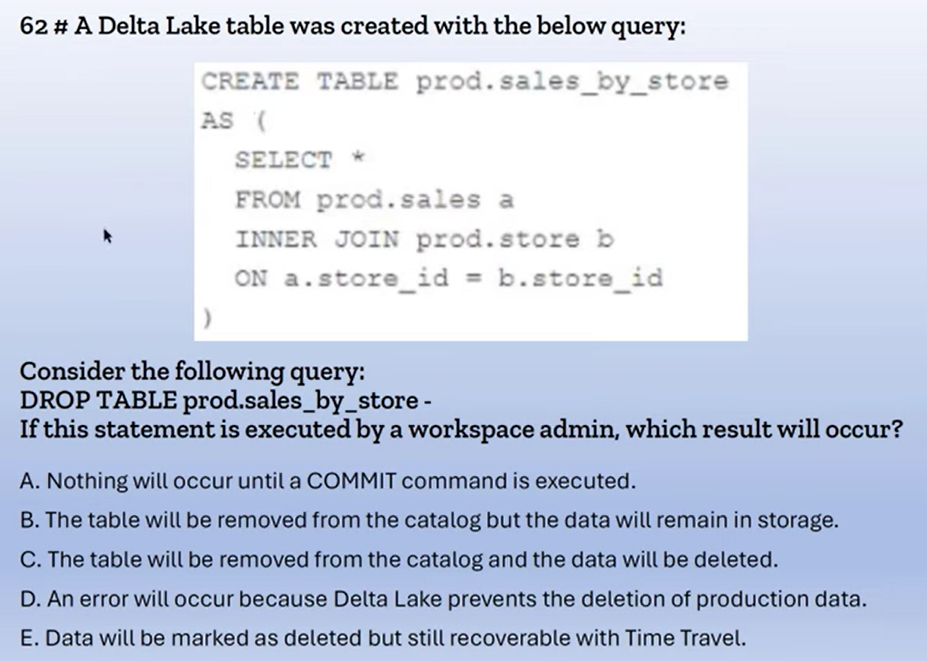 62 # A Delta Lake table was created with the below query:
CREATE TABLE prod.sales_by_store
AS (
SELECT *
FROM prod.sales a
INNER JOIN prod.store b
ON a.store_id = b.store_id
)
Consider the following query:
DROP TABLE prod.sales_by_store -
If this statement is executed by a workspace admin, which result will occur?
A. Nothing will occur until a COMMIT command is executed.
B. The table will be removed from the catalog but the data will remain in storage.
C. The table will be removed from the catalog and the data will be deleted.
D. An error will occur because Delta Lake prevents the deletion of production data.
E. Data will be marked as deleted but still recoverable with Time Travel.